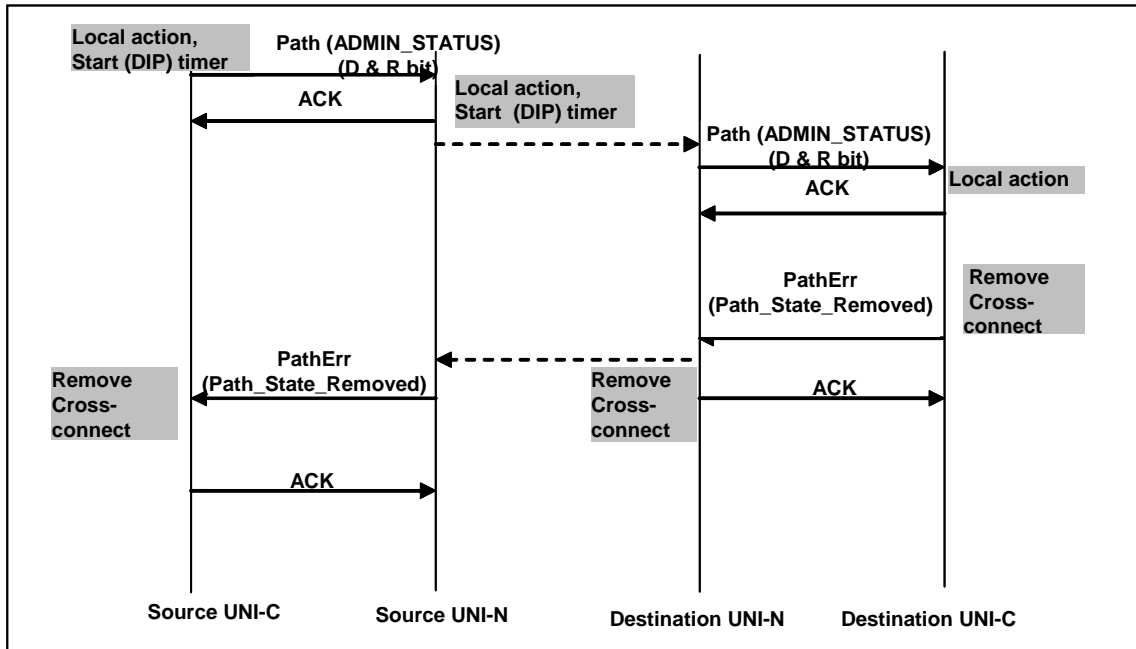 Local action,
Start (DIP) timer
Path (ADMIN_STATUS)
(D & R bit)
ACK
Local action,
Start (DIP) timer
Path (ADMIN_STATUS)
(D & R bit)
ACK
Local action
PathErr
(Path_State_Removed)
Remove
Cross-
connect
PathErr
(Path_State_Removed)
Remove
Cross-
connect
Remove
Cross-
connect
ACK
ACK
Source UNI-C
Source UNI-N
Destination UNI-N
Destination UNI-C